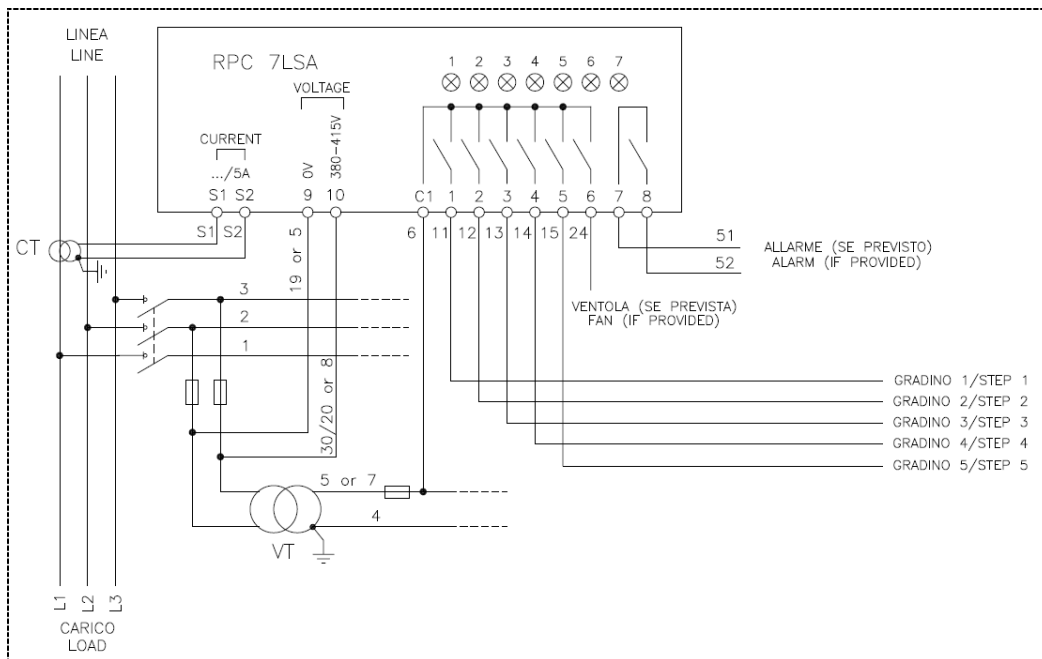 LINEA
LINE
RPC 7LSA
VOLTAGE
1 2 3 4 5 6 7
CURRENT
.../5A
0V
380-415V
S1 S2 9 10 C1 1 2 3 4 5 6 7 8
S1 S2 6 11 12 13 14 15 24
CT
19 or 5
51
52
ALLARME (SE PREVISTO)
ALARM (IF PROVIDED)
VENTOLA (SE PREVISTA)
FAN (IF PROVIDED)
3
2
1
30/20 or 8
GRADINO 1/STEP 1
GRADINO 2/STEP 2
GRADINO 3/STEP 3
GRADINO 4/STEP 4
GRADINO 5/STEP 5
5 or 7
4
VT
L1 L2 L3
CARICO
LOAD